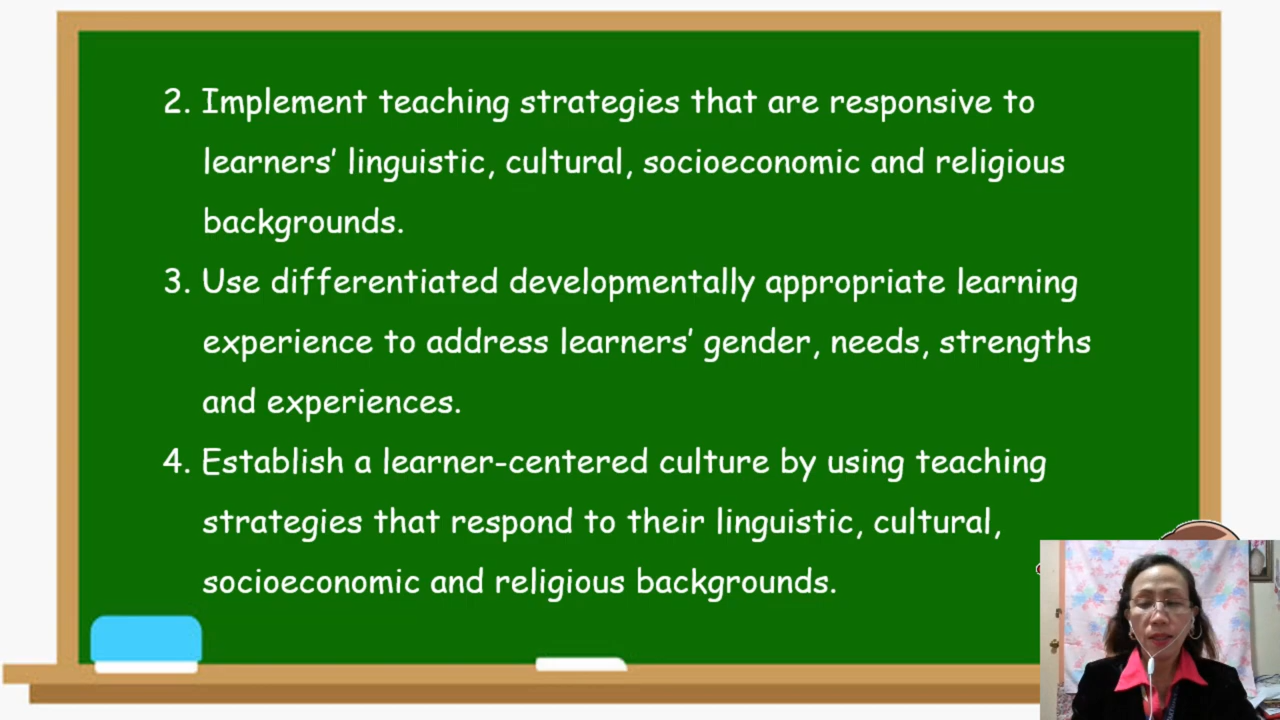 2. Implement teaching strategies that are responsive to
learners’ linguistic, cultural, socioeconomic and religious
backgrounds.
3. Use differentiated developmentally appropriate learning
experience to address learners’ gender, needs, strengths
and experiences.
4. Establish a learner-centered culture by using teaching
strategies that respond to their linguistic, cultural,
socioeconomic and religious backgrounds.